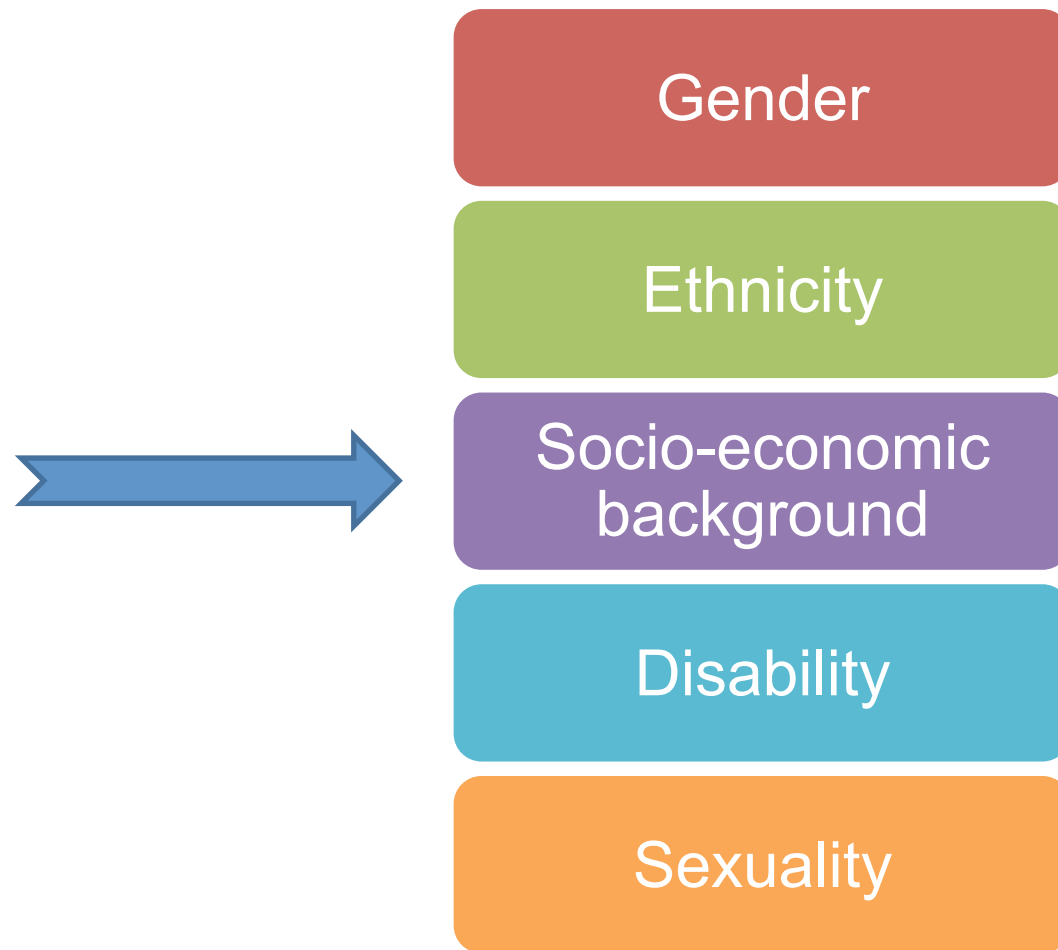 Gender
Ethnicity
Socio-economic
background
Disability
Sexuality